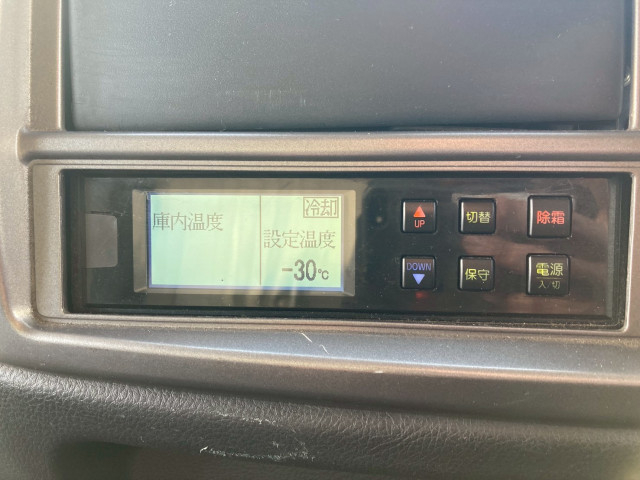 庫内温度
冷却
設定温度
-30℃
UP
切替
除霜
DOWN
保守
電源
入/切